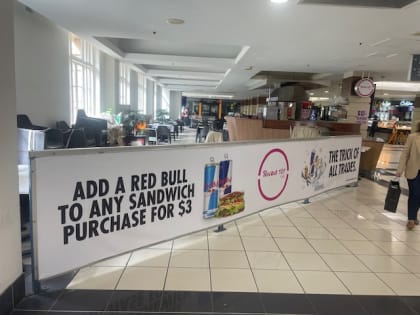 ADD A RED BULL
TO ANY SANDWICH
PURCHASE FOR $3
THE TRICK OF
ALL TRADES.